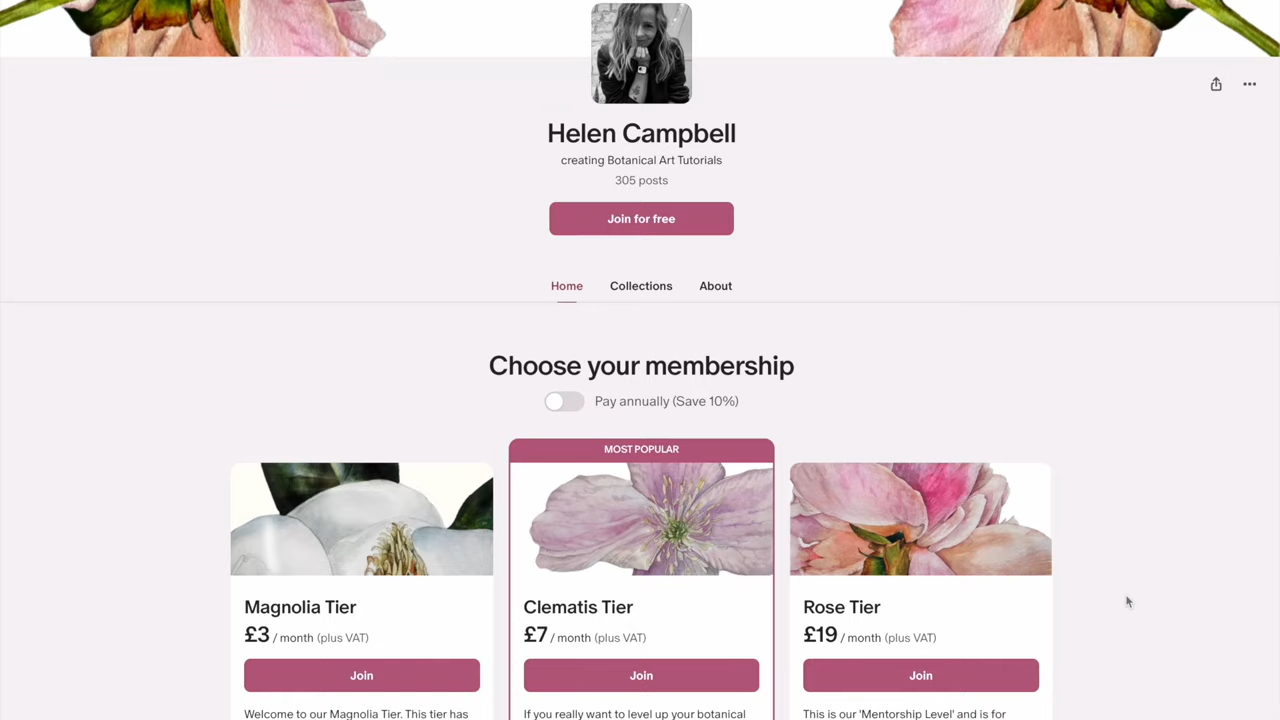 Helen Campbell
creating Botanical Art Tutorials
305 posts
Join for free
Home Collections About
Choose your membership
Pay annually (Save 10%)
MOST POPULAR
Magnolia Tier
£3 / month (plus VAT)
Join
Welcome to our Magnolia Tier. This tier has
Clematis Tier
£7 / month (plus VAT)
Join
If you really want to level up your botanical
Rose Tier
£19 / month (plus VAT)
Join
This is our 'Mentorship Level' and is for